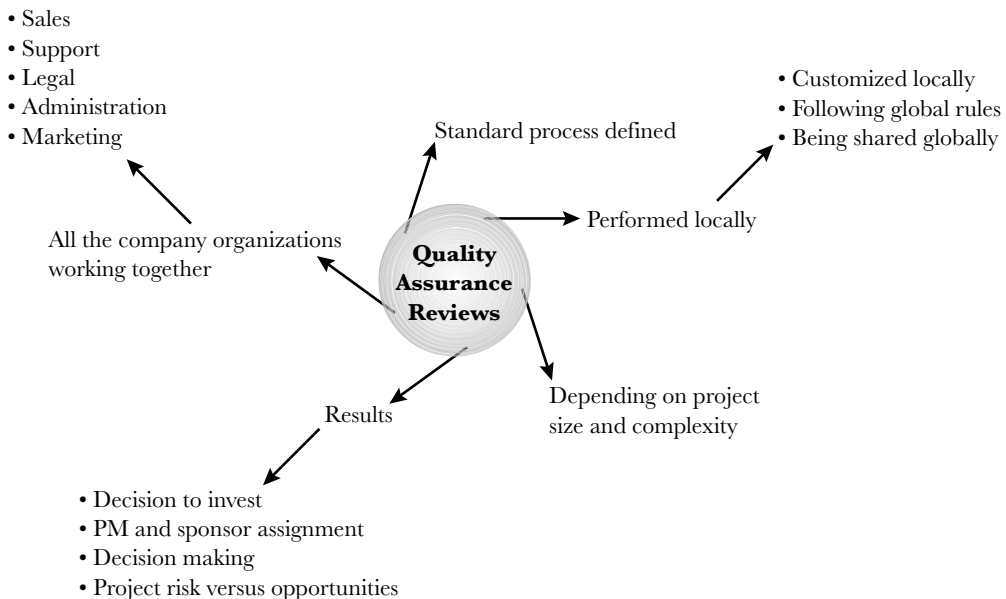 • Sales
• Support
• Legal
• Administration
• Marketing
All the company organizations
working together
Standard process defined
Performed locally
• Customized locally
• Following global rules
• Being shared globally
Quality
Assurance
Reviews
Depending on project
size and complexity
Results
• Decision to invest
• PM and sponsor assignment
• Decision making
• Project risk versus opportunities